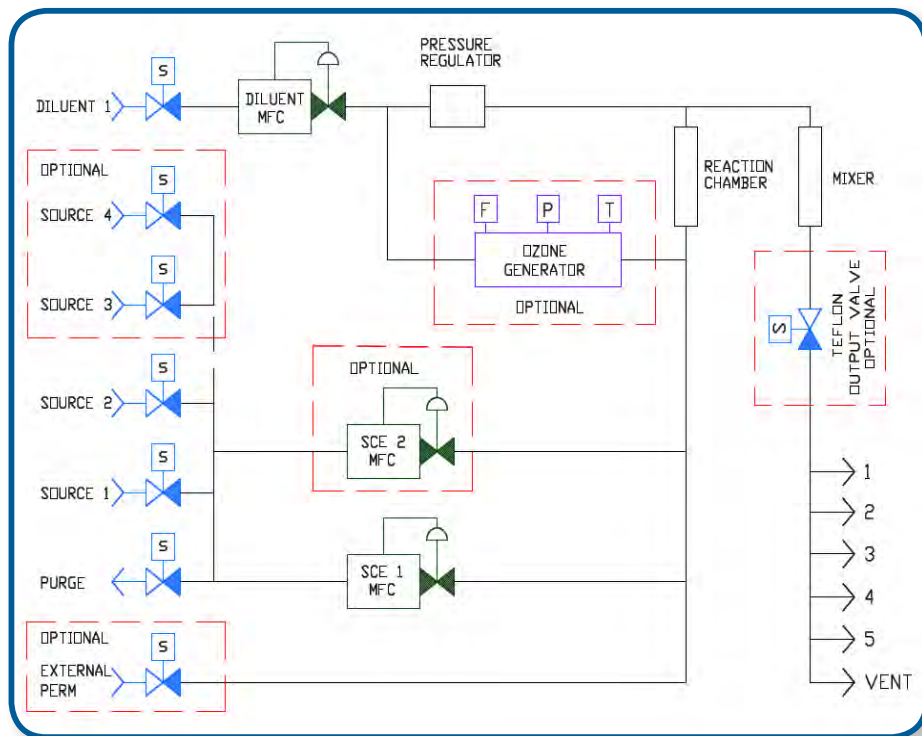 PRESSURE
REGULATOR
S
DILUENT 1
DILUENT
MFC
OPTIONAL
S
SOURCE 4
REACTION
CHAMBER
MIXER
F
P
T
OZONE
GENERATOR
OPTIONAL
S
SOURCE 3
S
TEFLON
OUTPUT VALVE
OPTIONAL
S
SOURCE 2
OPTIONAL
SCE 2
MFC
S
SOURCE 1
1
2
3
4
5
VENT
S
PURGE
SCE 1
MFC
OPTIONAL
S
EXTERNAL
PERM